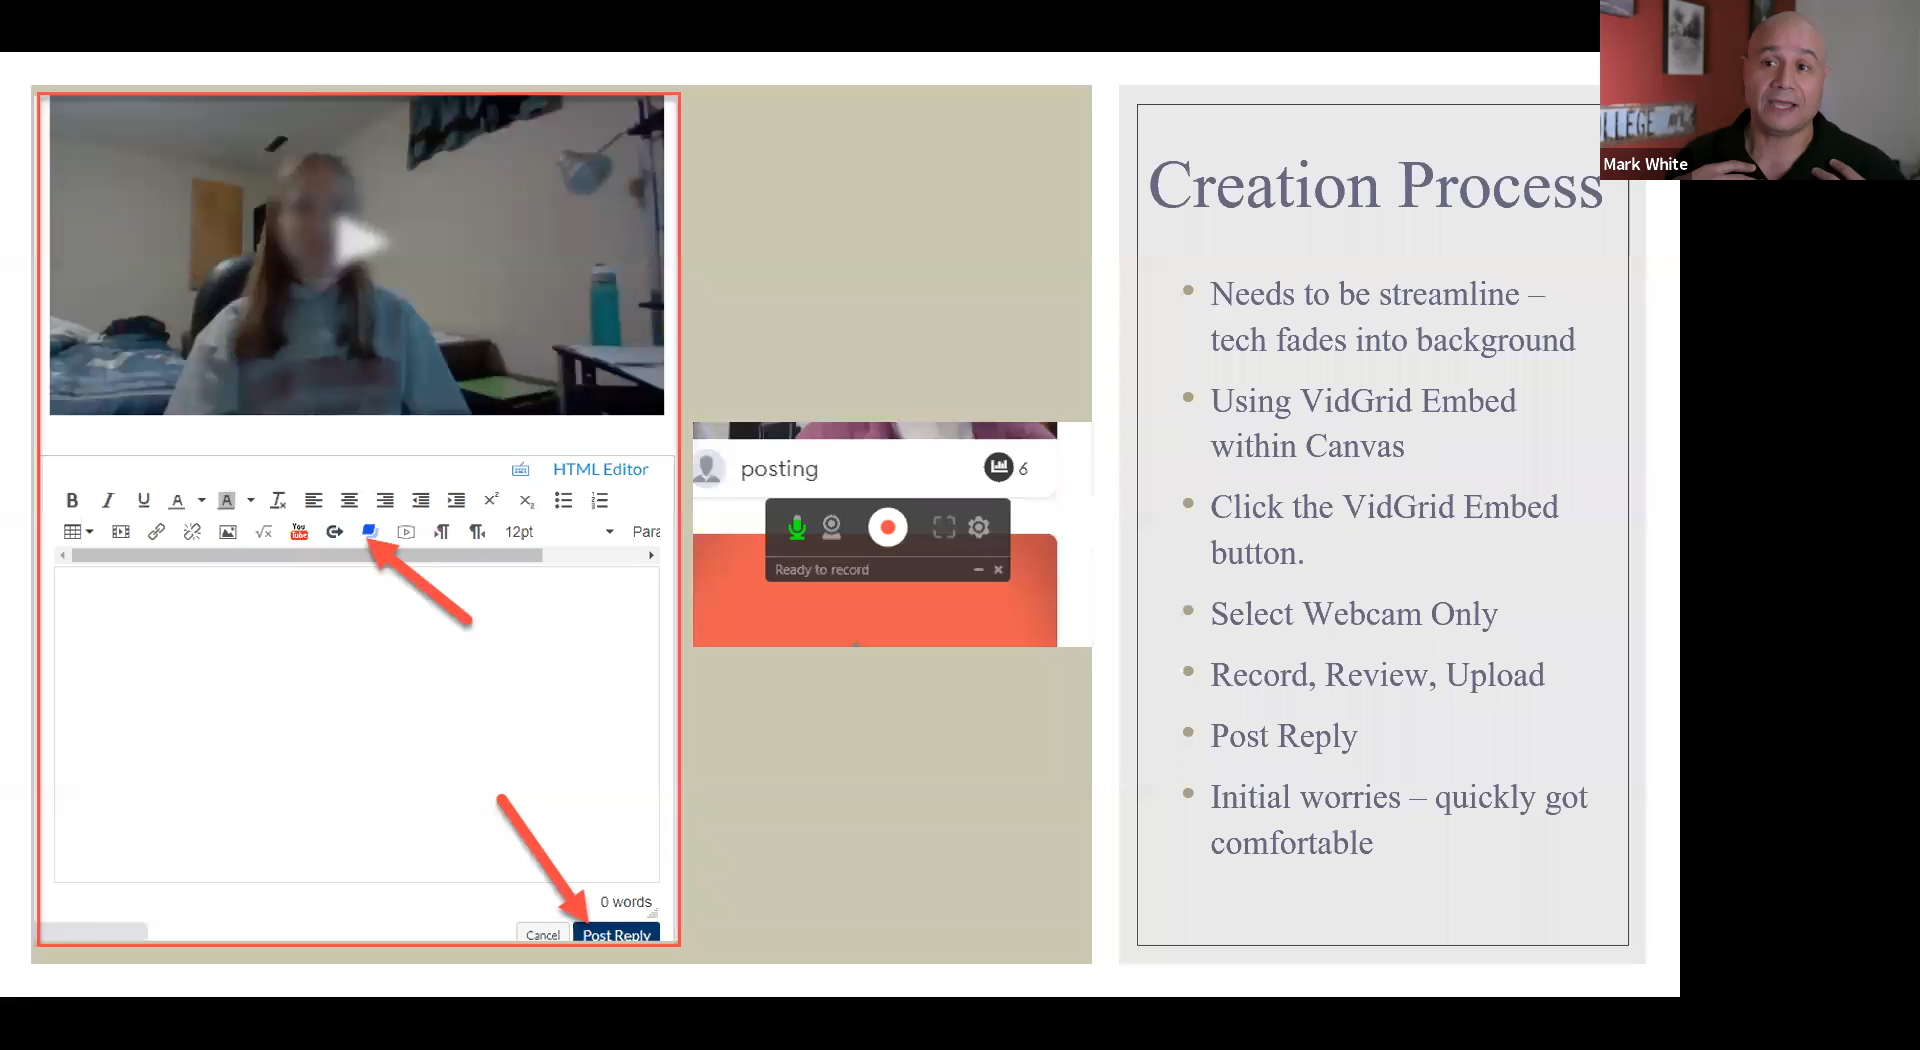 HTML Editor
B I U A A
12pt Para
0 words
Cancel Post Reply
posting 6
Ready to record
Creation Process
• Needs to be streamline –
tech fades into background
• Using VidGrid Embed
within Canvas
• Click the VidGrid Embed
button.
• Select Webcam Only
• Record, Review, Upload
• Post Reply
• Initial worries – quickly got
comfortable
Mark White